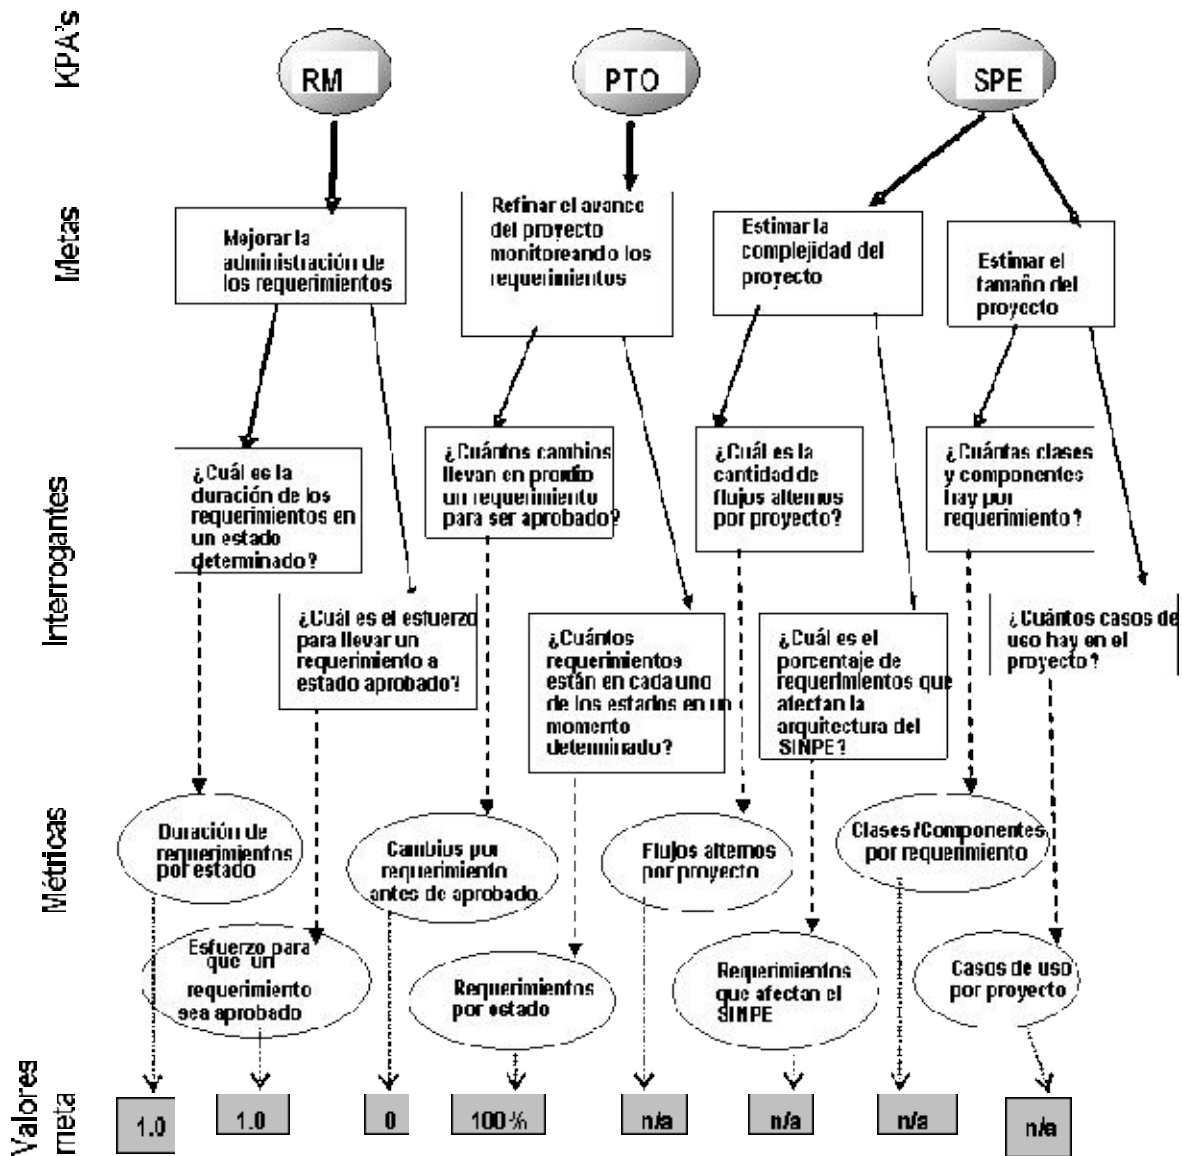 KPA's
RM
PTO
SPE
Metas
Mejorar la
administración de
los requerimientos
Refinar el avance
del proyecto
monitoreando los
requerimientos
Estimar la
complejidad del
proyecto
Estimar el
tamaño del
proyecto
Interrogantes
¿Cuál es la
duración de los
requerimientos en
un estado
determinado?
¿Cuántos cambios
llevan en promdio
un requerimiento
para ser aprobado?
¿Cuál es la
cantidad de
flujos alternos
por proyecto?
¿Cuántas clases
y componentes
hay por
requerimiento?
¿Cuál es el esfuerzo
para llevar un
requerimiento a
estado aprobado?
¿Cuántos
requerimientos
están en cada uno
de los estados en un
momento
determinado?
¿Cuál es el
porcentaje de
requerimientos que
afectan la
arquitectura del
SINPE?
¿Cuántos casos de
uso hay en el
proyecto?
Métricas
Duración de
requerimientos
por estado
Cambios por
requerimiento
antes de aprobado
Flujos alternos
por proyecto
Clases/Componentes
por requerimiento
Esfuerzo para
que un
requerimiento
sea aprobado
Requerimientos
por estado
Requerimientos
que afectan el
SINPE
Casos de uso
por proyecto
Valores
meta
1.0
1.0
0
100%
n/a
n/a
n/a
n/a